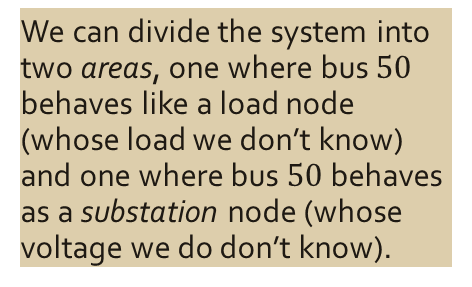 We can divide the system into
two areas, one where bus 50
behaves like a load node
(whose load we don't know)
and one where bus 50 behaves
as a substation node (whose
voltage we do don't know).